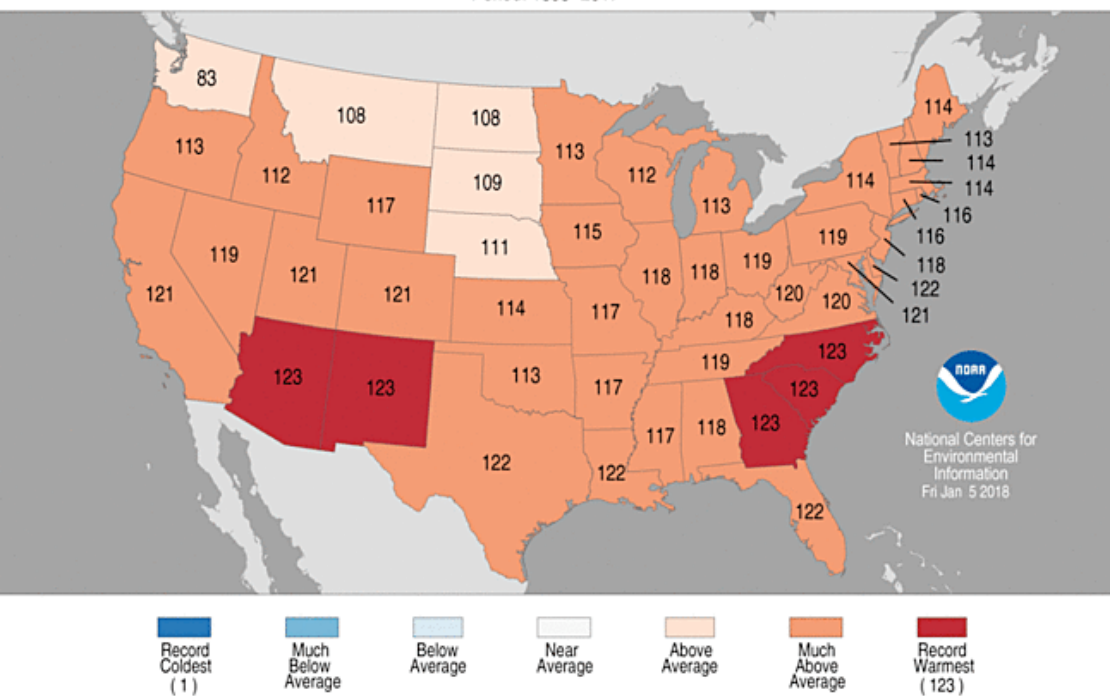 83
108
108
114
113
113
113
114
112
109
112
114
114
117
113
116
115
119
116
111
119
118
121
118
118
119
122
121
121
114
117
120
120
121
118
123
123
113
117
119
123
123
122
117
118
123
122
122
NOAA
National Centers for
Environmental
Information
Fri Jan 5 2018
Record
Coldest
( 1 )
Much
Below
Average
Below
Average
Near
Average
Above
Average
Much
Above
Average
Record
Warmest
( 123 )